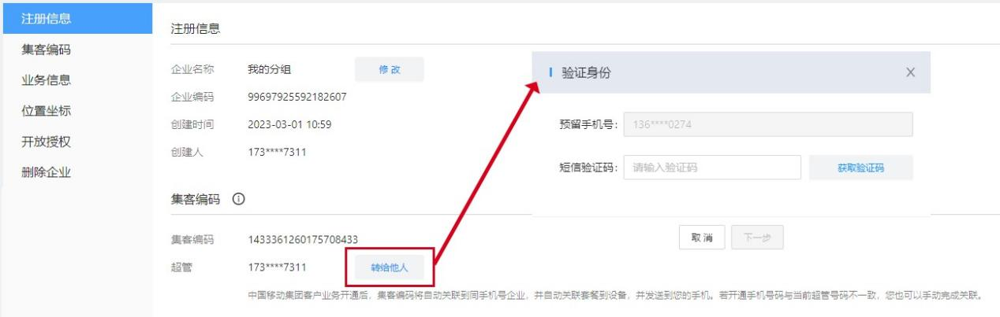 注册信息
集客编码
业务信息
位置坐标
开放授权
删除企业
注册信息
企业名称 我的分组 修改
企业编码 99697925592182607
创建时间 2023-03-01 10:59
创建人 173****7311
集客编码
集客编码 1433361260175708433
超管 173****7311 转给他人
中国移动集团客户业务开通后，集客编码将自动关联到同手机号企业，并自动关联套餐到设备，并发送到您的手机。若开通手机号码与当前超管号码不一致，您也可以手动完成关联。
验证身份
预留手机号: 136****0274
短信验证码: 请输入验证码 获取验证码
取消 下一步